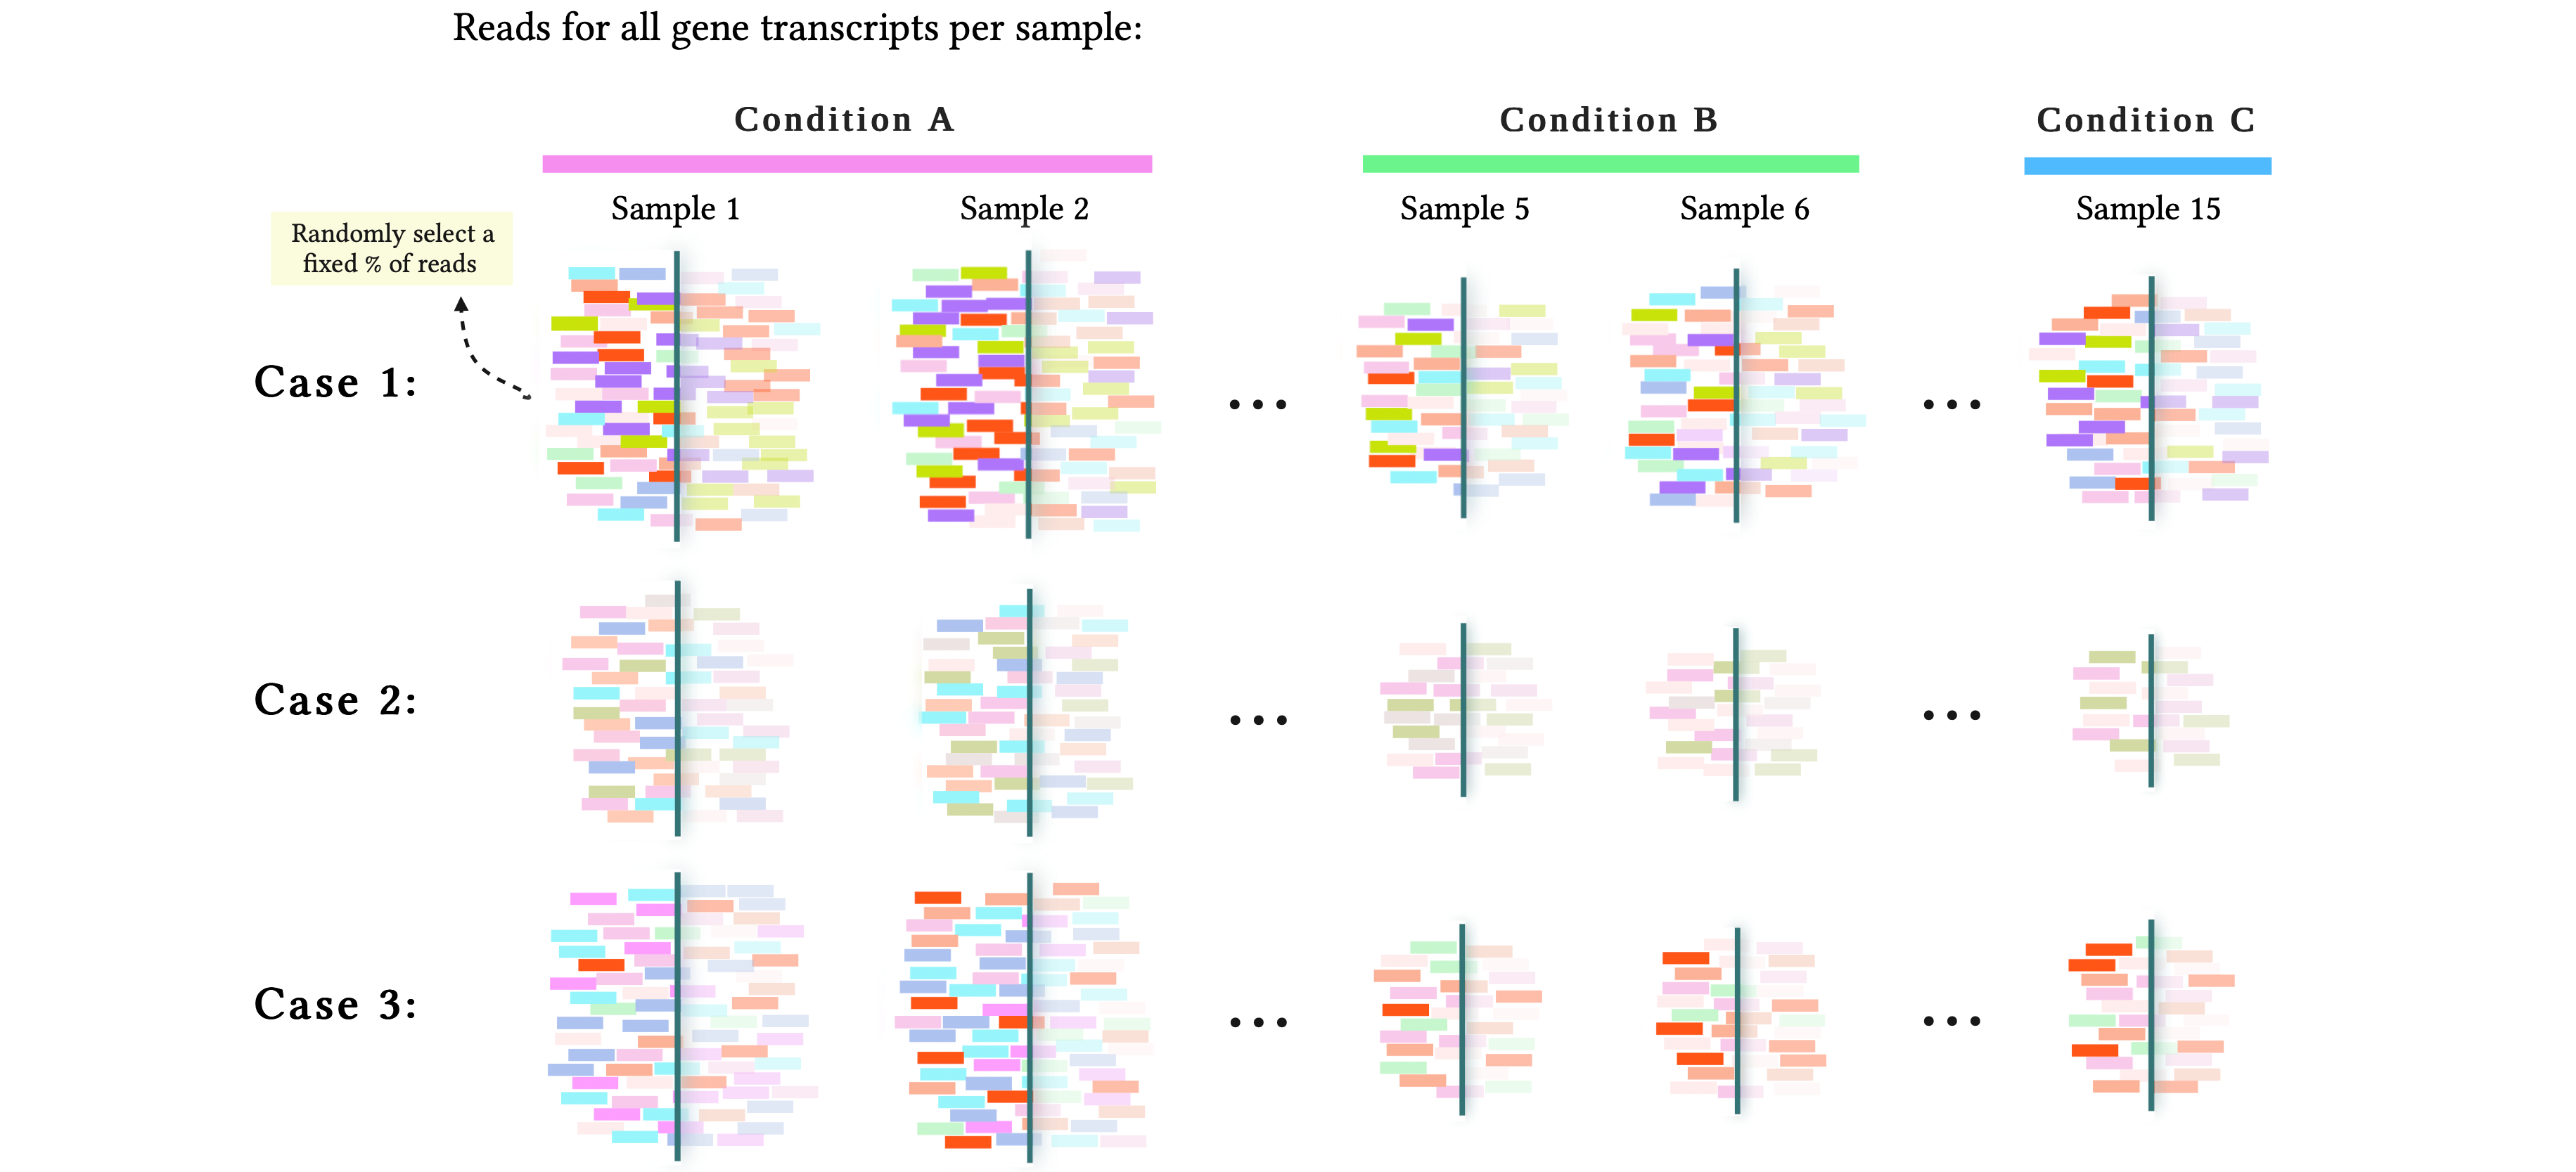 Reads for all gene transcripts per sample:
Condition A
Condition B
Condition C
Sample 1
Sample 2
Sample 5
Sample 6
Sample 15
Randomly select a
fixed % of reads
Case 1:
...
...
Case 2:
...
...
Case 3:
...
...